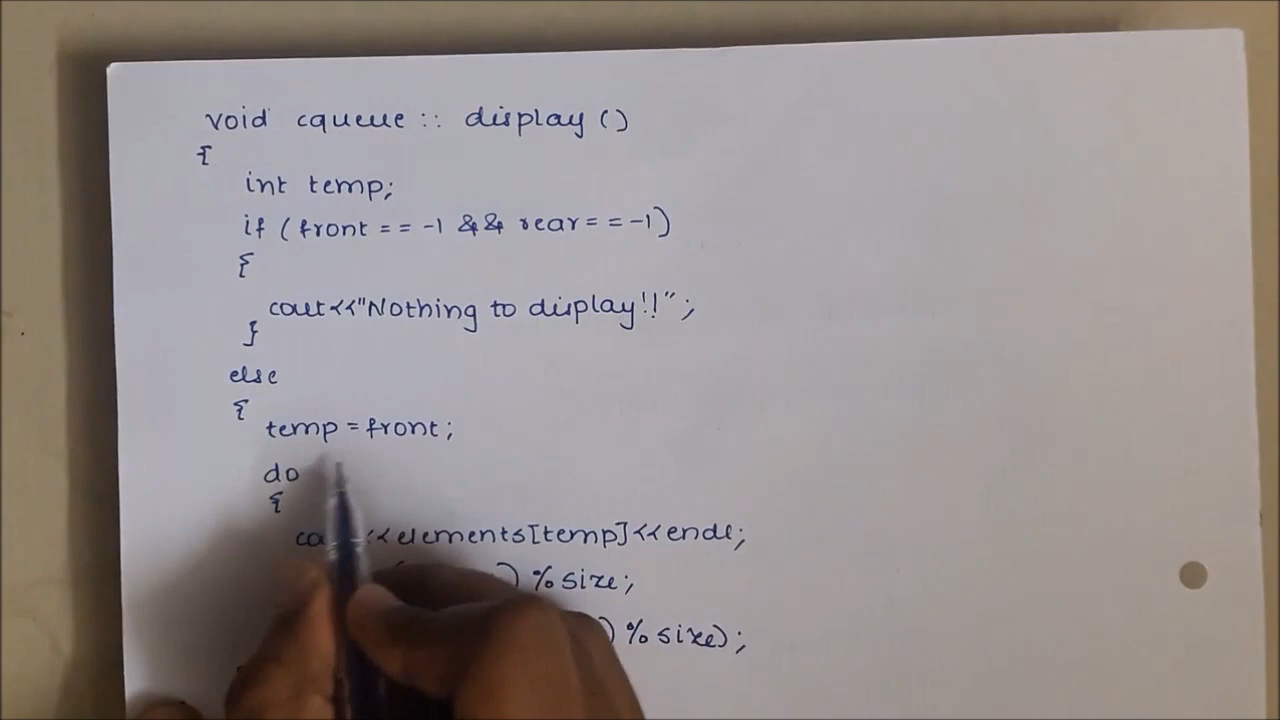 void cqueue :: display ()
{
int temp;
if ( front == -1 && rear == -1)
{
cout<<"Nothing to display!!";
}
else
{
temp = front;
do
{
<<elements[temp]<<endl;
) % size;
) % size);